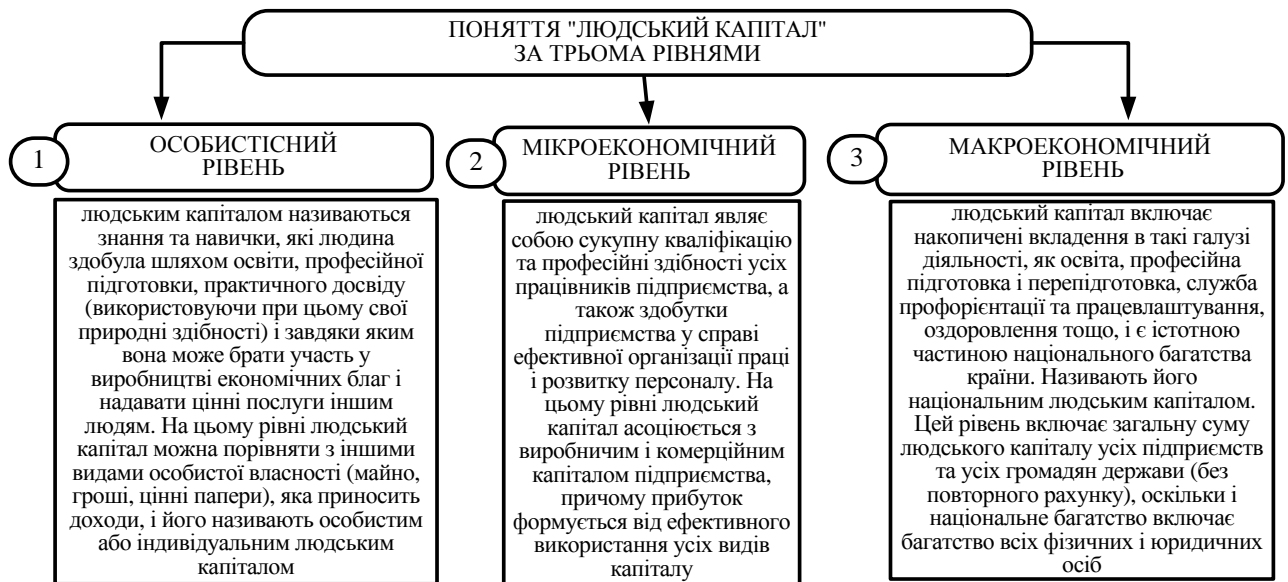 ПОНЯТТЯ "ЛЮДСЬКИЙ КАПІТАЛ"
ЗА ТРЬОМА РІВНЯМИ
1
ОСОБИСТІСНИЙ
РІВЕНЬ
людським капіталом називаються
знання та навички, які людина
здобула шляхом освіти, професійної
підготовки, практичного досвіду
(використовуючи при цьому свої
природні здібності) і завдяки яким
вона може брати участь у
виробництві економічних благ і
надавати цінні послуги іншим
людям. На цьому рівні людський
капітал можна порівняти з іншими
видами особистої власності (майно,
гроші, цінні папери), яка приносить
доходи, і його називають особистим
або індивідуальним людським
капіталом
2
МІКРОЕКОНОМІЧНИЙ
РІВЕНЬ
людський капітал являє
собою сукупну кваліфікацію
та професійні здібності усіх
працівників підприємства, а
також здобутки
підприємства у справі
ефективної організації праці
і розвитку персоналу. На
цьому рівні людський
капітал асоціюється з
виробничим і комерційним
капіталом підприємства,
причому прибуток
формується від ефективного
використання усіх видів
капіталу
3
МАКРОЕКОНОМІЧНИЙ
РІВЕНЬ
людський капітал включає
накопичені вкладення в такі галузі
діяльності, як освіта, професійна
підготовка і перепідготовка, служба
профорієнтації та працевлаштування,
оздоровлення тощо, і є істотною
частиною національного багатства
країни. Називають його
національним людським капіталом.
Цей рівень включає загальну суму
людського капіталу усіх підприємств
та усіх громадян держави (без
повторного рахунку), оскільки і
національне багатство включає
багатство всіх фізичних і юридичних
осіб